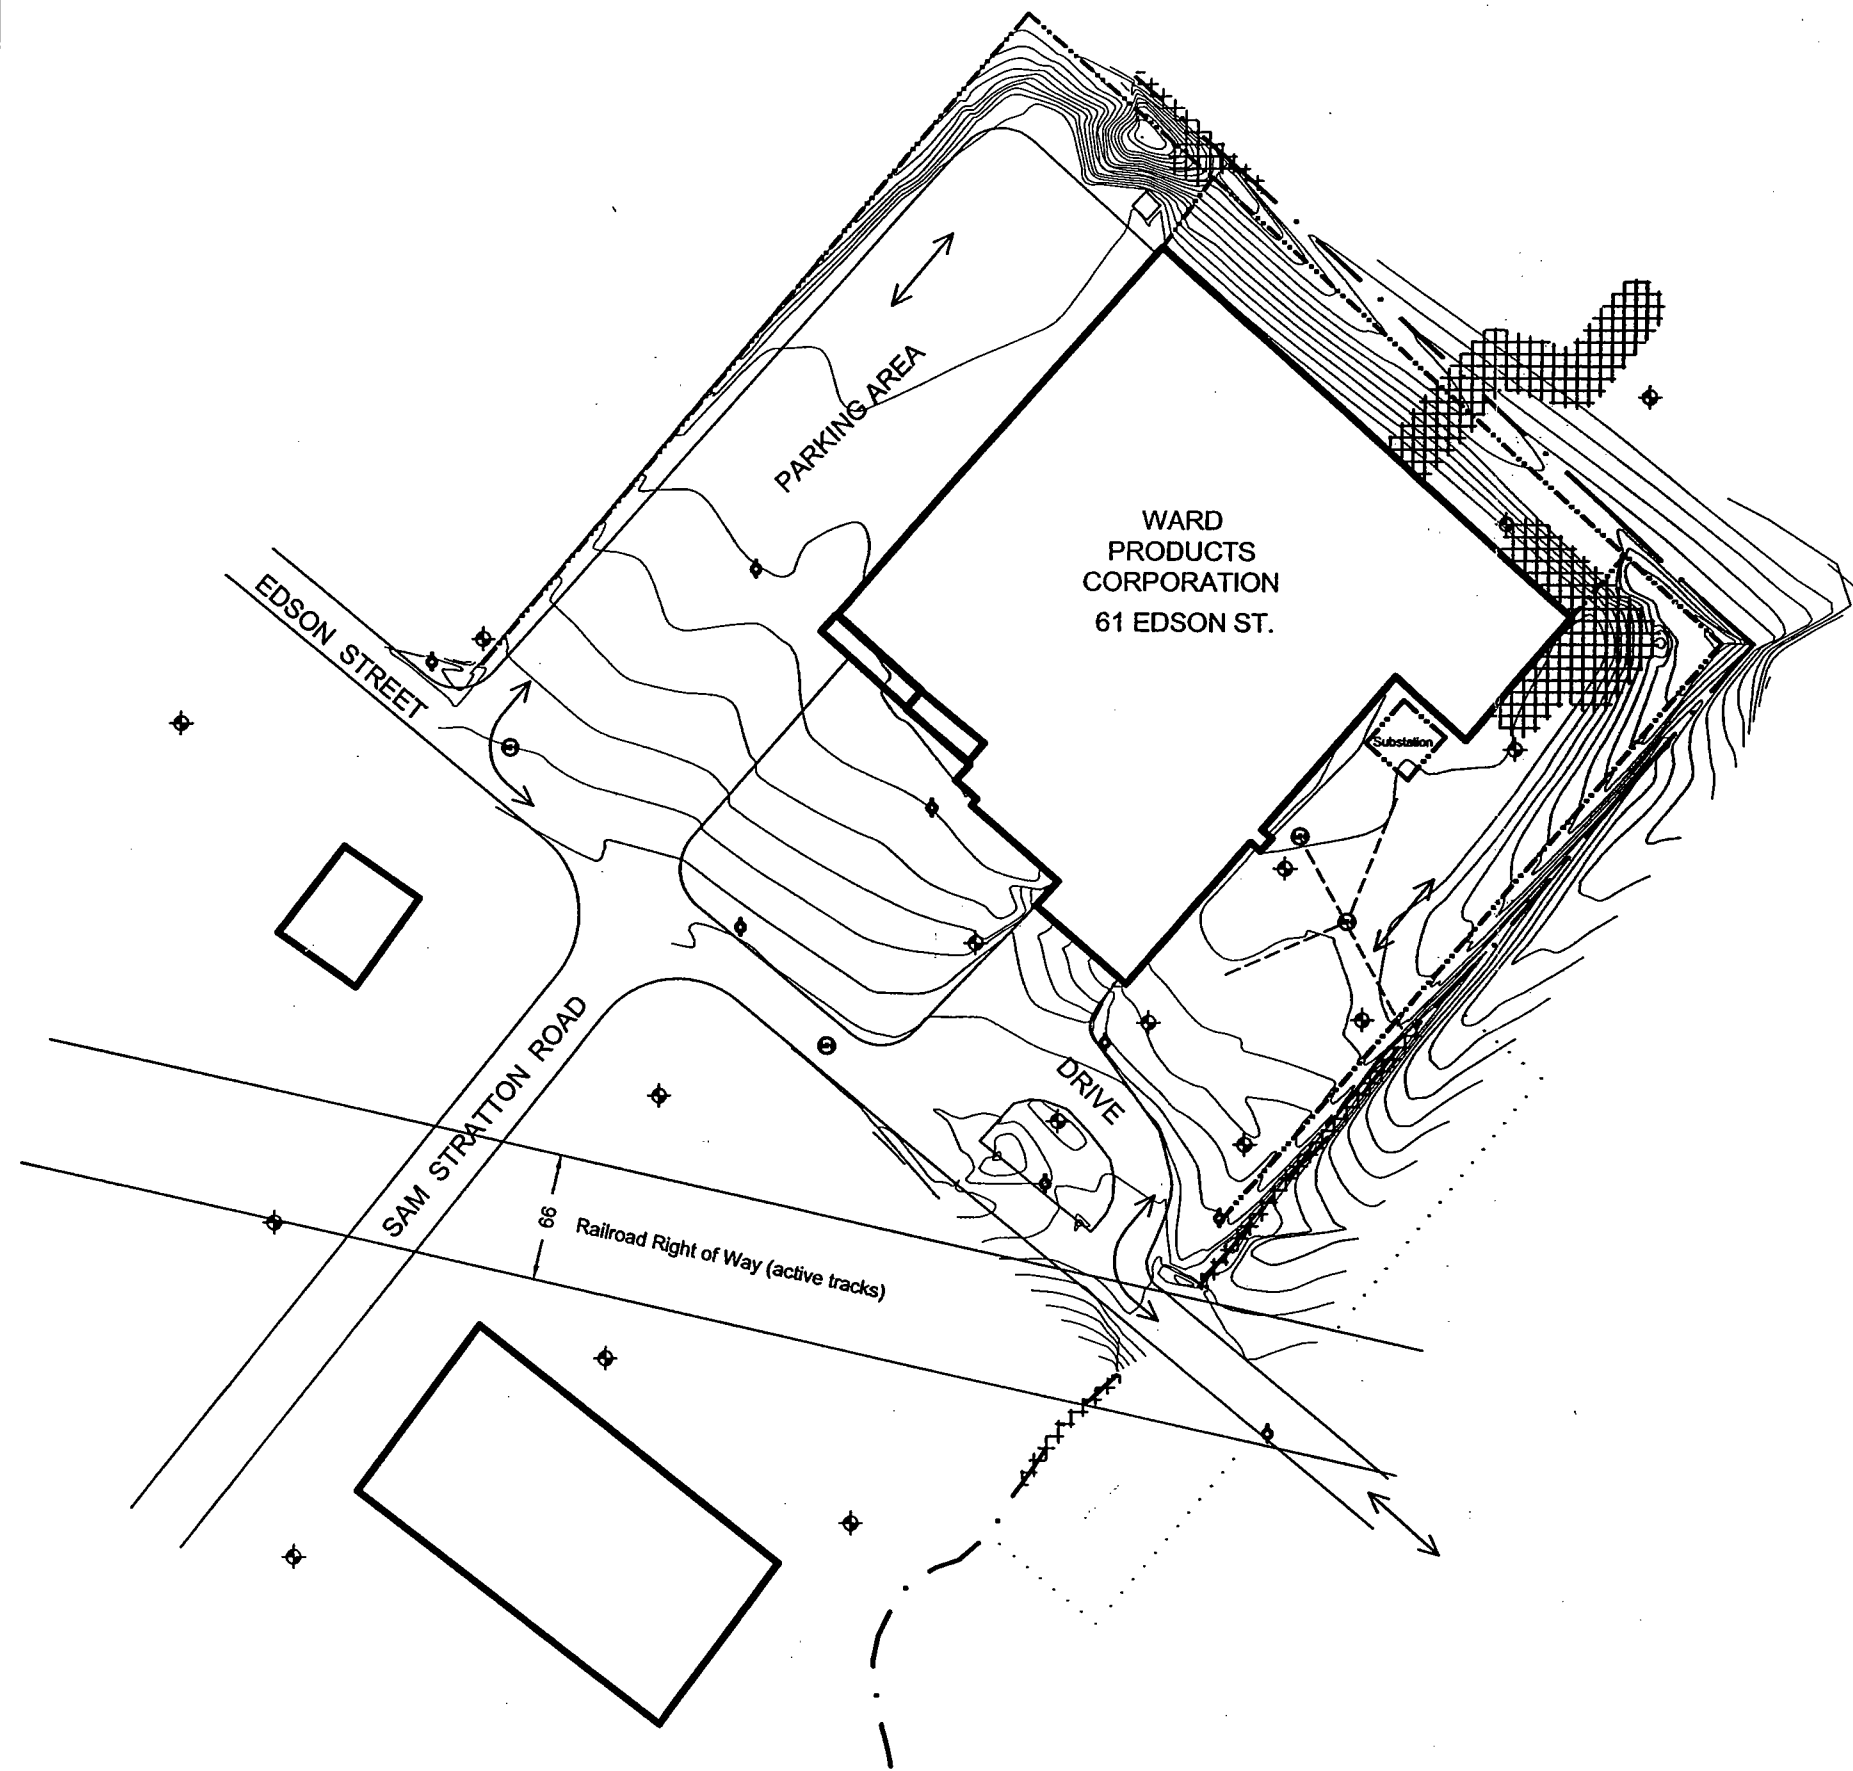 PARKING AREA
WARD
PRODUCTS
CORPORATION
61 EDSON ST.
EDSON STREET
Substation
DRIVE
SAM STRATTON ROAD
66
Railroad Right of Way (active tracks)